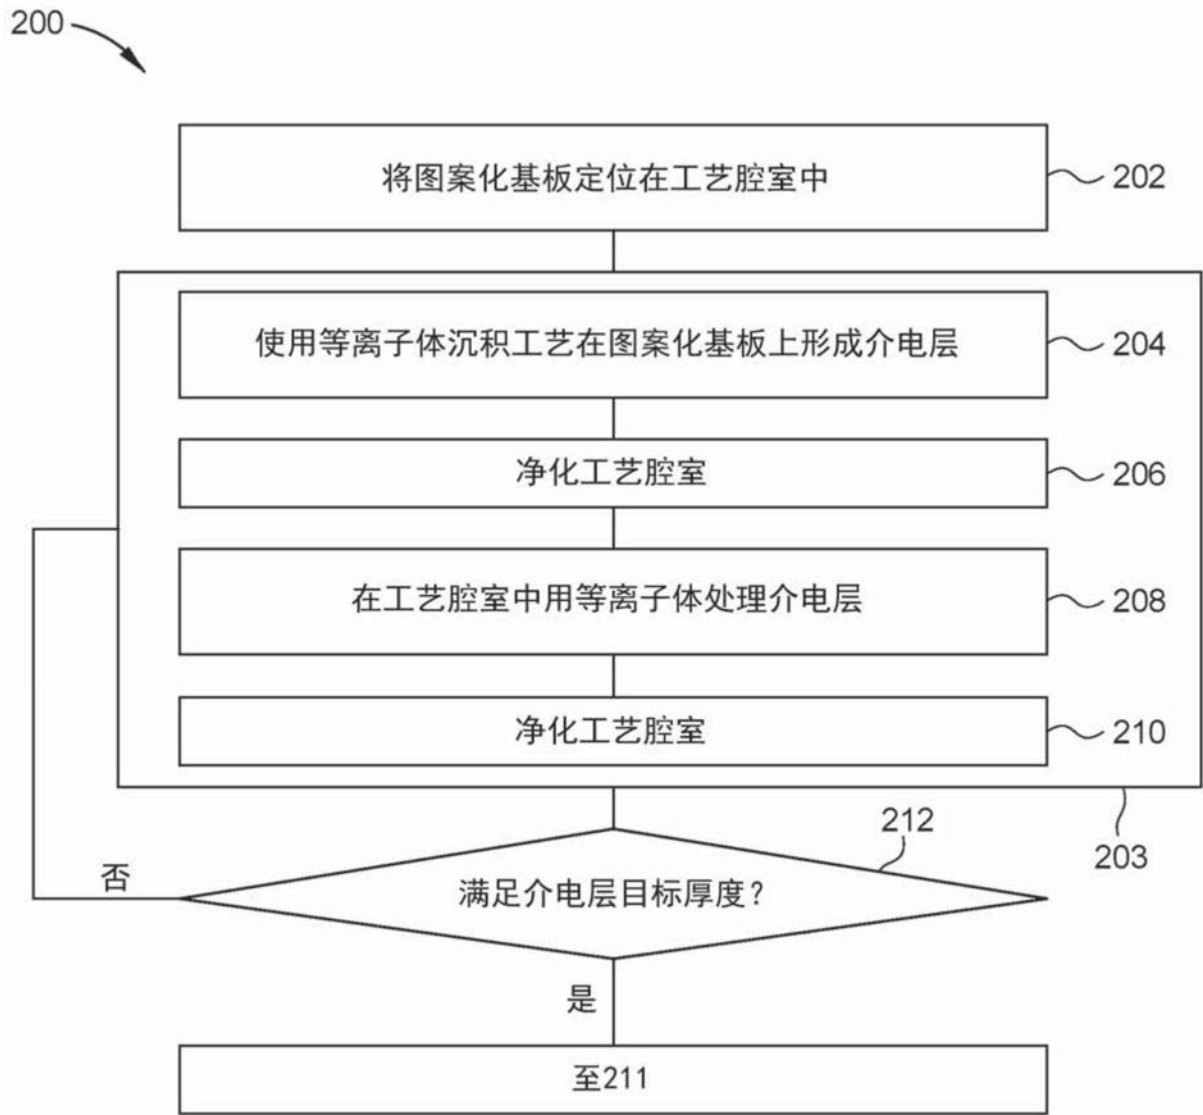 200
将图案化基板定位在工艺腔室中
202
使用等离子体沉积工艺在图案化基板上形成介电层
204
净化工艺腔室
206
在工艺腔室中用等离子体处理介电层
208
净化工艺腔室
210
203
212
满足介电层目标厚度?
否
是
至211